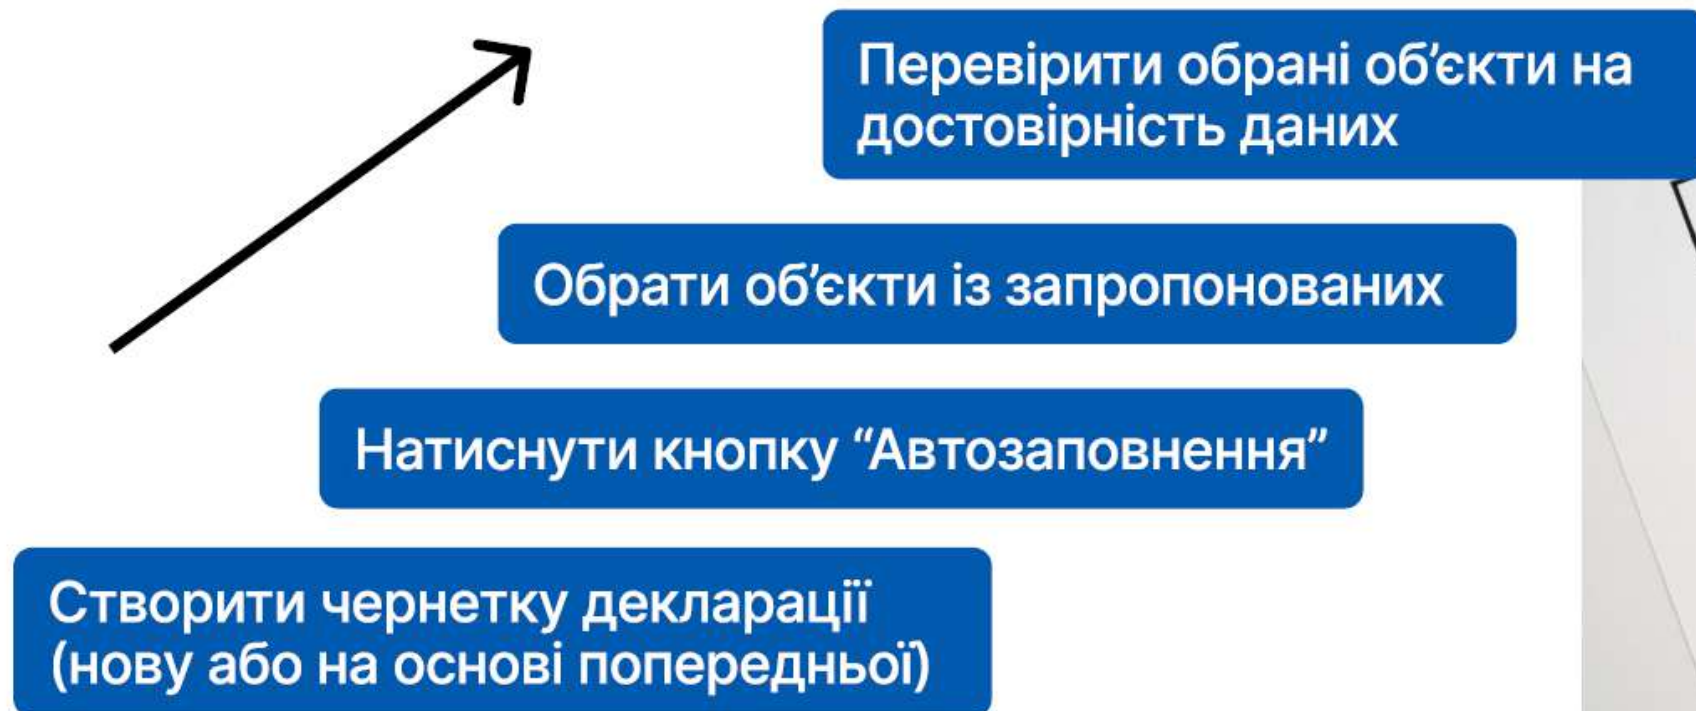 Перевірити обрані об’єкти на
достовірність даних
Обрати об’єкти із запропонованих
Натиснути кнопку “Автозаповнення”
Створити чернетку декларації
(нову або на основі попередньої)